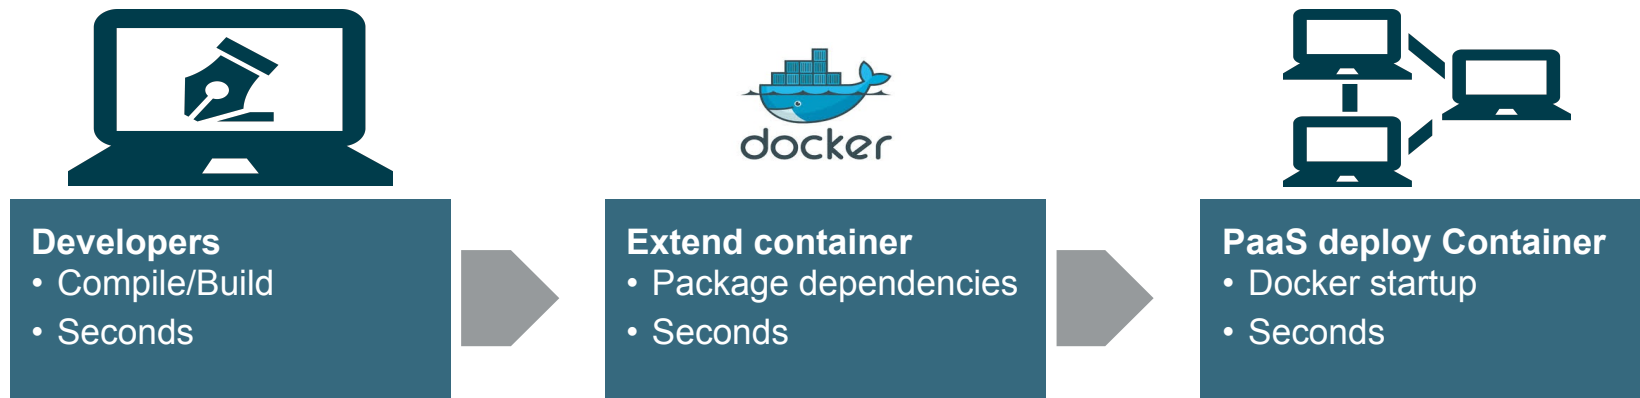 docker
Developers
• Compile/Build
• Seconds
Extend container
• Package dependencies
• Seconds
PaaS deploy Container
• Docker startup
• Seconds